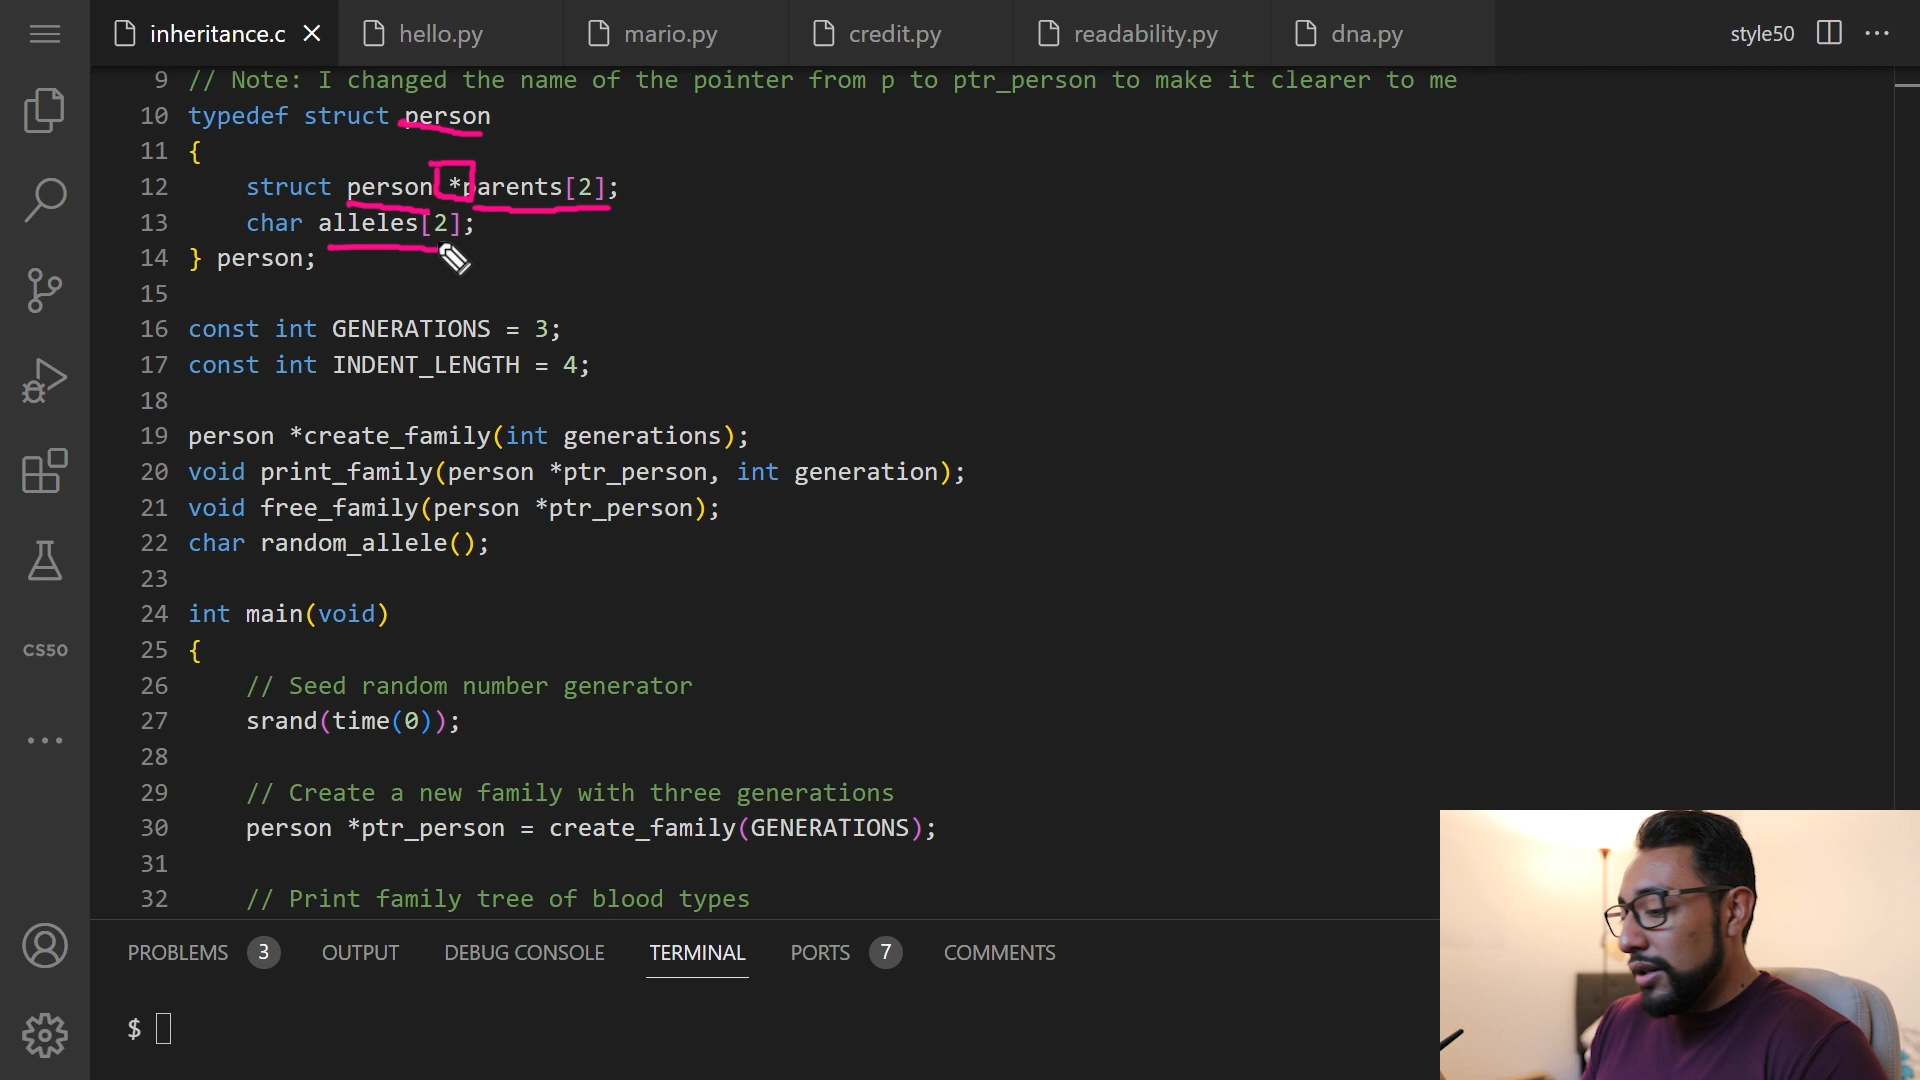 inheritance.c
hello.py
mario.py
credit.py
readability.py
dna.py
style50
9 // Note: I changed the name of the pointer from p to ptr_person to make it clearer to me
10 typedef struct person
11 {
12     struct person *parents[2];
13     char alleles[2];
14 } person;
15
16 const int GENERATIONS = 3;
17 const int INDENT_LENGTH = 4;
18
19 person *create_family(int generations);
20 void print_family(person *ptr_person, int generation);
21 void free_family(person *ptr_person);
22 char random_allele();
23
24 int main(void)
25 {
26     // Seed random number generator
27     srand(time(0));
28
29     // Create a new family with three generations
30     person *ptr_person = create_family(GENERATIONS);
31
32     // Print family tree of blood types
CS50
PROBLEMS 3 OUTPUT DEBUG CONSOLE TERMINAL PORTS 7 COMMENTS
$